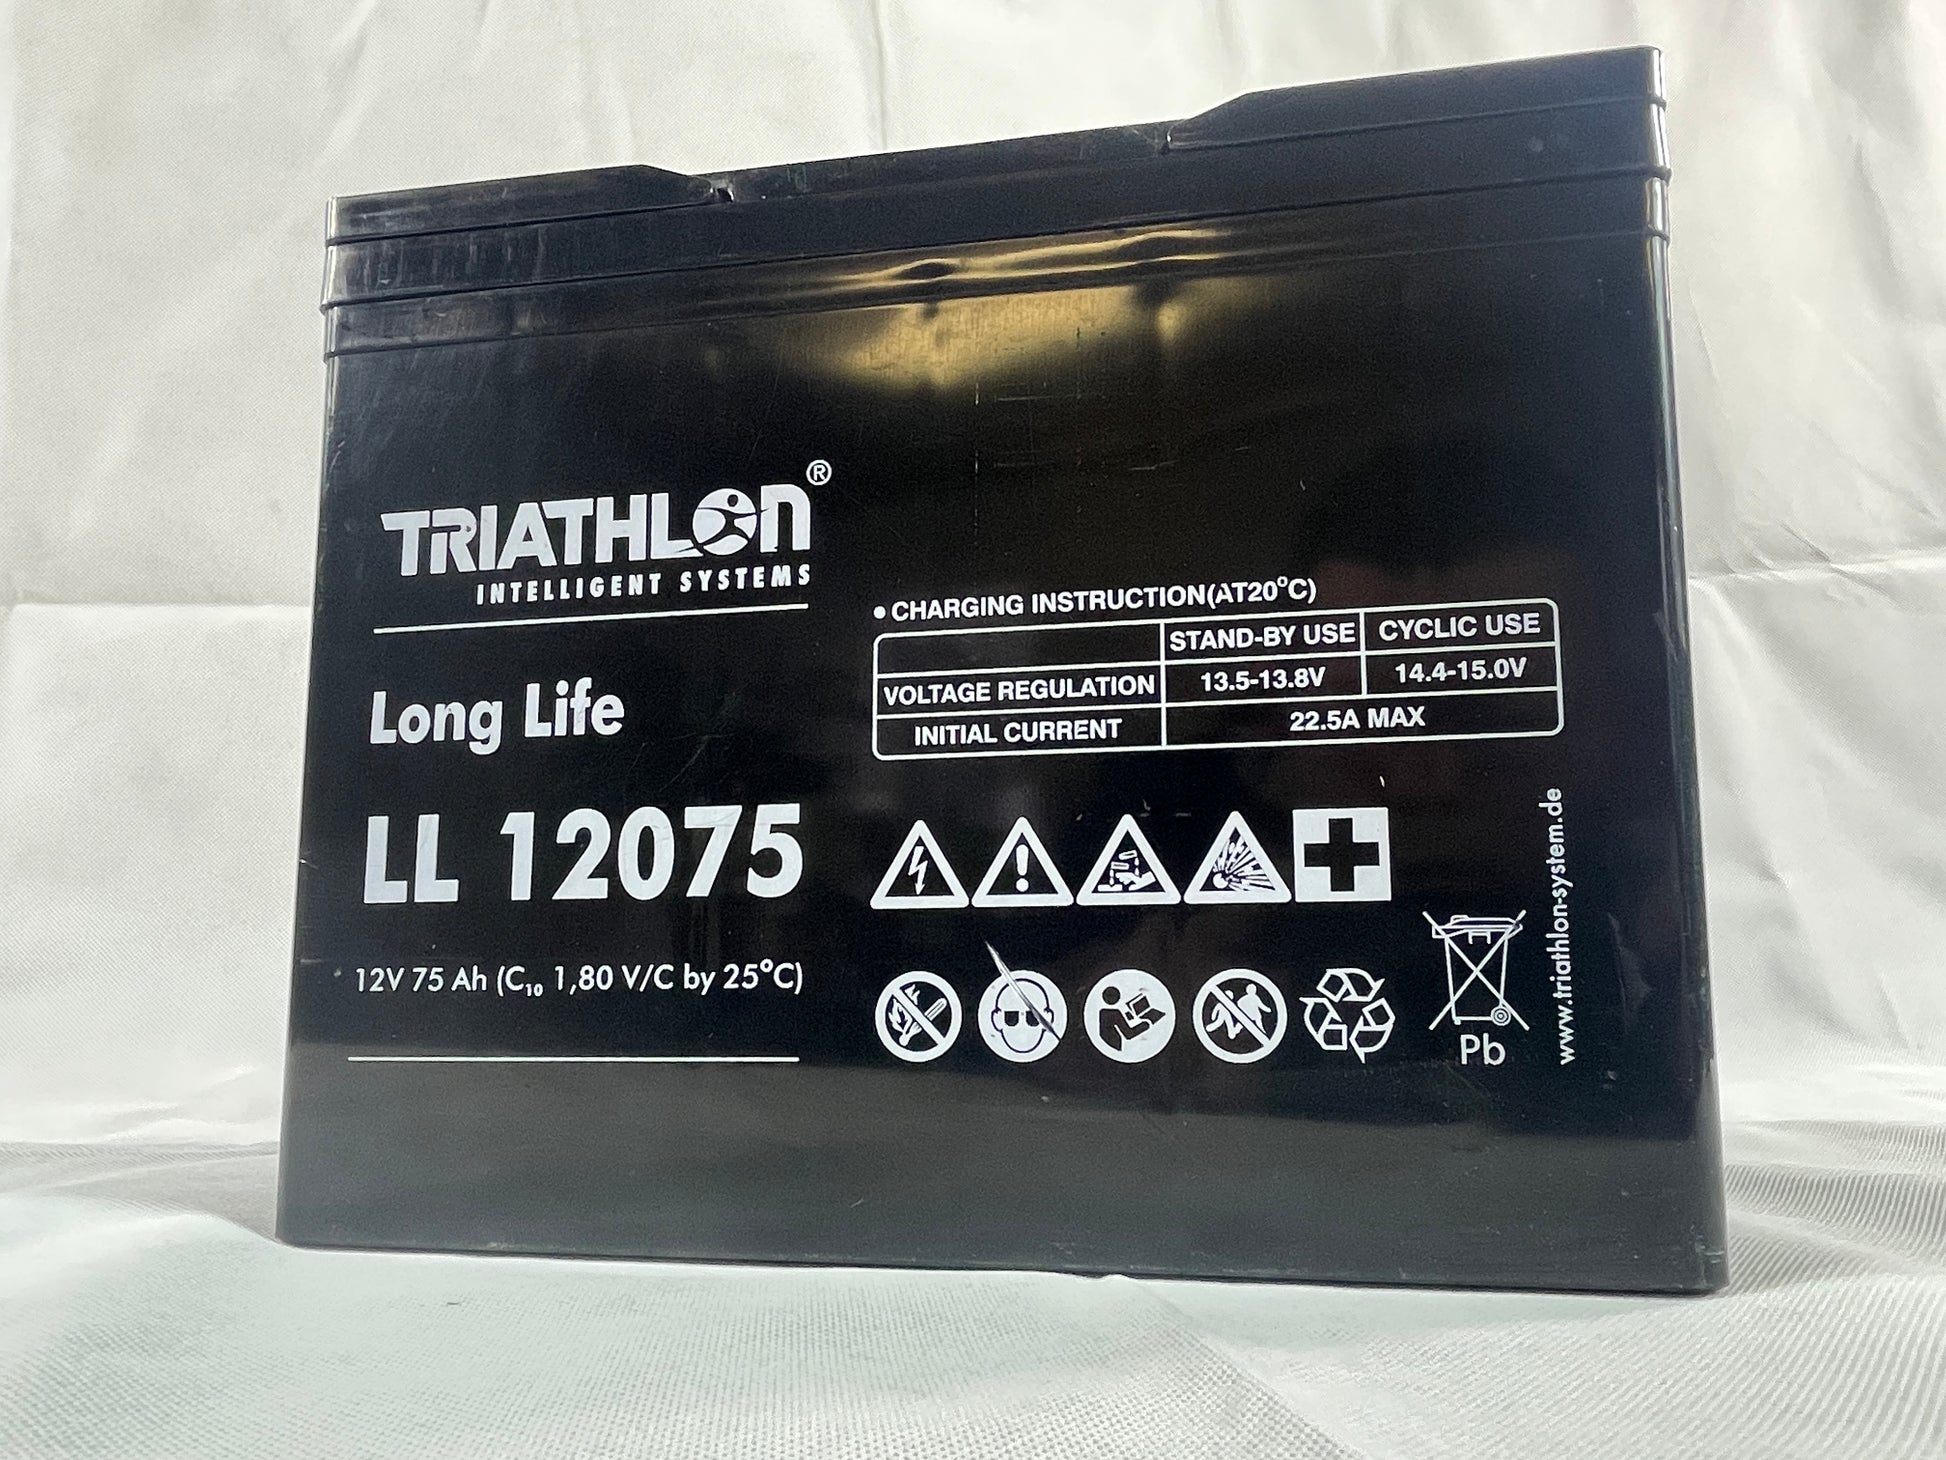 TRIATHLON®
INTELLIGENT SYSTEMS
Long Life
LL 12075
12V 75 Ah (C₁₀ 1,80 V/C by 25°C)
• CHARGING INSTRUCTION(AT20°C)
STAND-BY USE CYCLIC USE
VOLTAGE REGULATION 13.5-13.8V 14.4-15.0V
INITIAL CURRENT 22.5A MAX
Pb
www.triathlon-system.de